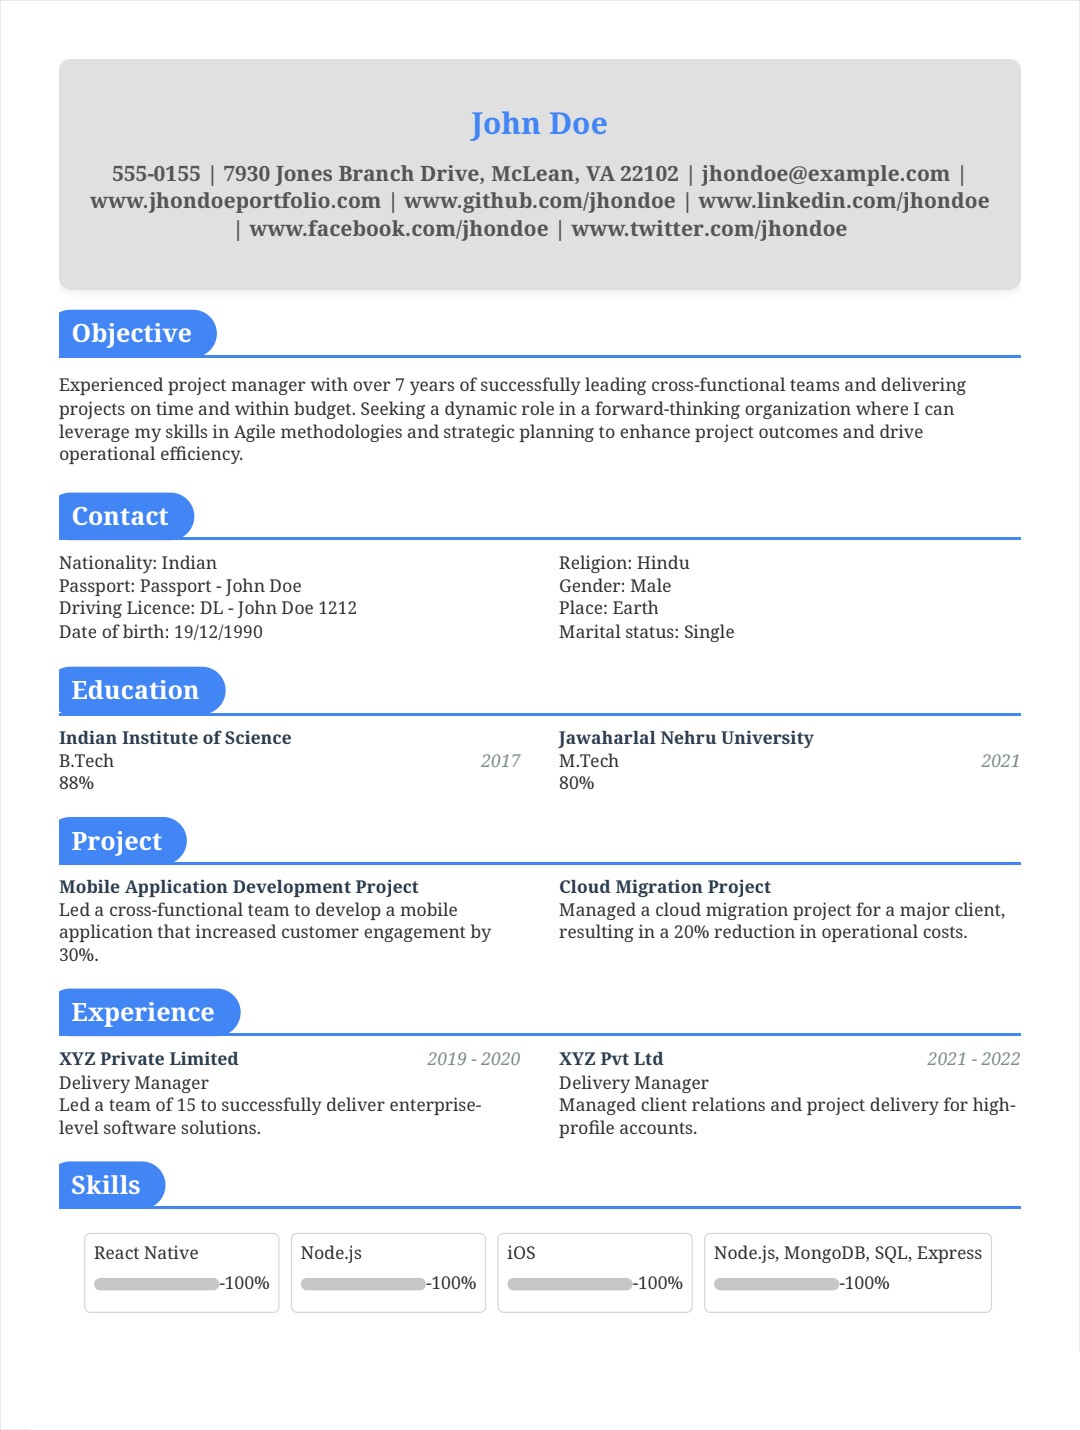 John Doe
555-0155 | 7930 Jones Branch Drive, McLean, VA 22102 | jhondoe@example.com |
www.jhondoeportfolio.com | www.github.com/jhondoe | www.linkedin.com/jhondoe
| www.facebook.com/jhondoe | www.twitter.com/jhondoe
Objective
Experienced project manager with over 7 years of successfully leading cross-functional teams and delivering
projects on time and within budget. Seeking a dynamic role in a forward-thinking organization where I can
leverage my skills in Agile methodologies and strategic planning to enhance project outcomes and drive
operational efficiency.
Contact
Nationality: Indian
Passport: Passport - John Doe
Driving Licence: DL - John Doe 1212
Date of birth: 19/12/1990
Religion: Hindu
Gender: Male
Place: Earth
Marital status: Single
Education
Indian Institute of Science
B.Tech 2017
88%
Jawaharlal Nehru University
M.Tech 2021
80%
Project
Mobile Application Development Project
Led a cross-functional team to develop a mobile
application that increased customer engagement by
30%.
Cloud Migration Project
Managed a cloud migration project for a major client,
resulting in a 20% reduction in operational costs.
Experience
XYZ Private Limited 2019 - 2020
Delivery Manager
Led a team of 15 to successfully deliver enterprise-
level software solutions.
XYZ Pvt Ltd 2021 - 2022
Delivery Manager
Managed client relations and project delivery for high-
profile accounts.
Skills
React Native
-100%
Node.js
-100%
iOS
-100%
Node.js, MongoDB, SQL, Express
-100%